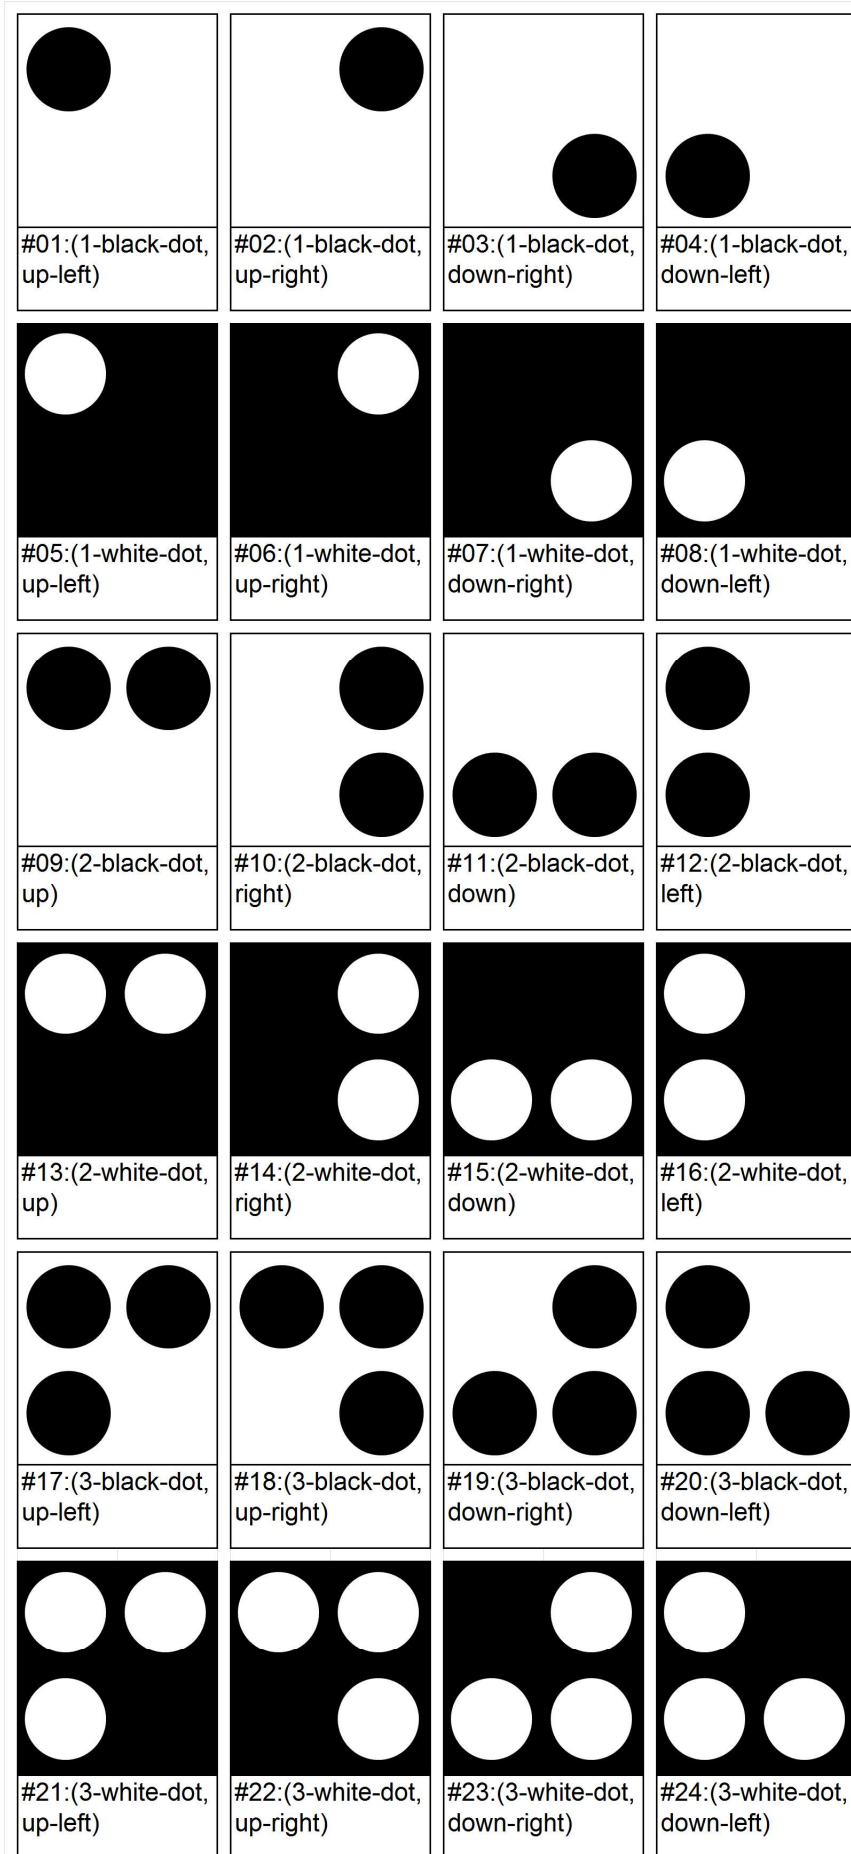 #01:(1-black-dot,
up-left)
#02:(1-black-dot,
up-right)
#03:(1-black-dot,
down-right)
#04:(1-black-dot,
down-left)
#05:(1-white-dot,
up-left)
#06:(1-white-dot,
up-right)
#07:(1-white-dot,
down-right)
#08:(1-white-dot,
down-left)
#09:(2-black-dot,
up)
#10:(2-black-dot,
right)
#11:(2-black-dot,
down)
#12:(2-black-dot,
left)
#13:(2-white-dot,
up)
#14:(2-white-dot,
right)
#15:(2-white-dot,
down)
#16:(2-white-dot,
left)
#17:(3-black-dot,
up-left)
#18:(3-black-dot,
up-right)
#19:(3-black-dot,
down-right)
#20:(3-black-dot,
down-left)
#21:(3-white-dot,
up-left)
#22:(3-white-dot,
up-right)
#23:(3-white-dot,
down-right)
#24:(3-white-dot,
down-left)